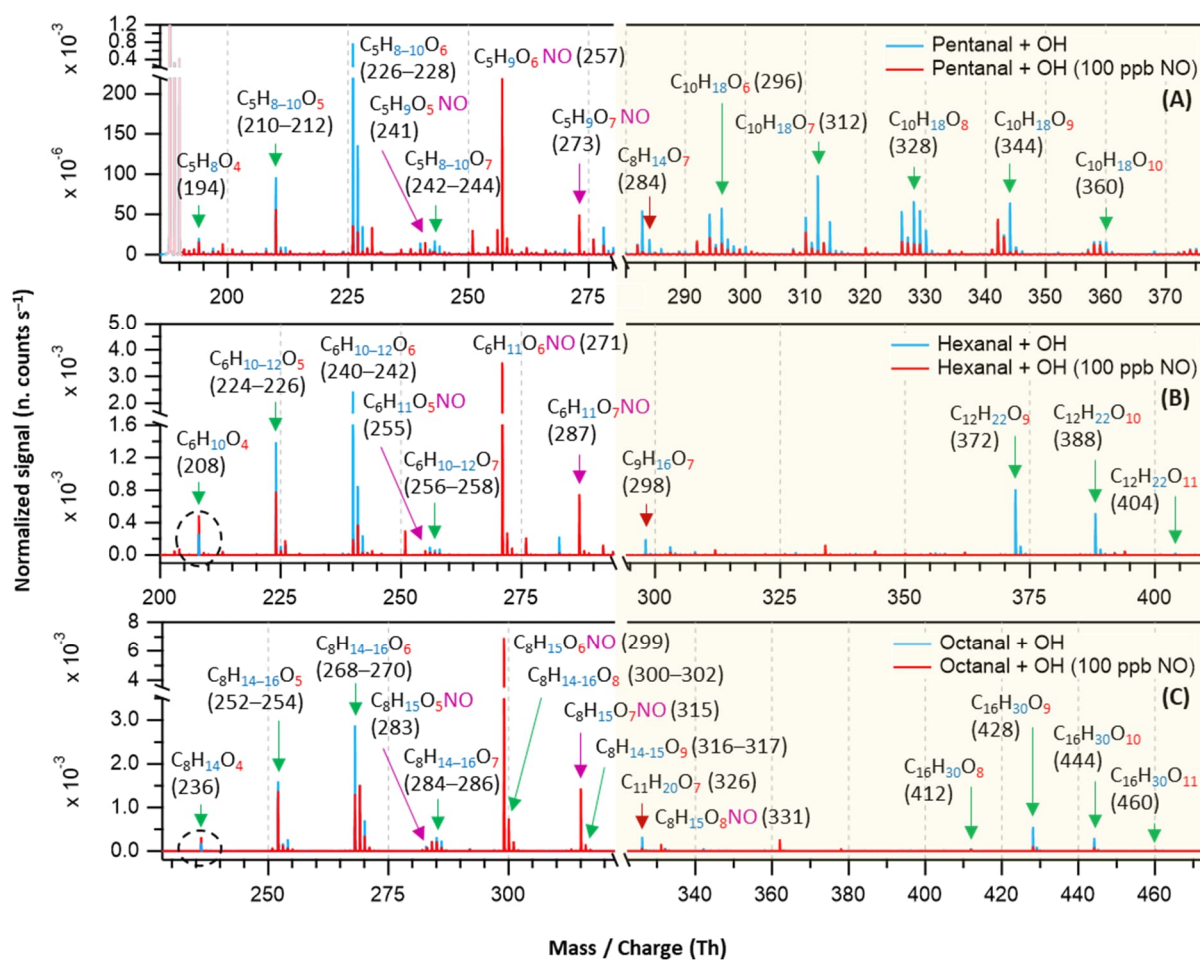 Normalized signal (n. counts s⁻¹)
Mass / Charge (Th)
x 10⁻³
x 10⁻⁶
1.2
0.8
0.4
200
150
100
50
0
C₅H₈O₄
(194)
C₅H₈₋₁₀O₅
(210–212)
C₅H₈₋₁₀O₆
(226–228)
C₅H₉O₅NO
(241)
C₅H₈₋₁₀O₇
(242–244)
C₅H₉O₆NO (257)
C₅H₉O₇NO
(273)
C₈H₁₄O₇
(284)
C₁₀H₁₈O₆ (296)
C₁₀H₁₈O₇ (312)
C₁₀H₁₈O₈
(328)
C₁₀H₁₈O₉
(344)
C₁₀H₁₈O₁₀
(360)
Pentanal + OH
Pentanal + OH (100 ppb NO)
(A)
200 225 250 275 290 300 310 320 330 340 350 360 370
x 10⁻³
x 10⁻³
5.0
4.0
3.0
2.0
1.6
1.2
0.8
0.4
0.0
C₆H₁₀O₄
(208)
C₆H₁₀₋₁₂O₅
(224–226)
C₆H₁₀₋₁₂O₆
(240–242)
C₆H₁₁O₅NO
(255)
C₆H₁₀₋₁₂O₇
(256–258)
C₆H₁₁O₆NO (271)
C₆H₁₁O₇NO
(287)
C₉H₁₆O₇
(298)
C₁₂H₂₂O₉
(372)
C₁₂H₂₂O₁₀
(388)
C₁₂H₂₂O₁₁
(404)
Hexanal + OH
Hexanal + OH (100 ppb NO)
(B)
200 225 250 275 300 325 350 375 400
x 10⁻³
x 10⁻³
8
6
4
3.0
2.0
1.0
0.0
C₈H₁₄O₄
(236)
C₈H₁₄₋₁₆O₅
(252–254)
C₈H₁₄₋₁₆O₆
(268–270)
C₈H₁₅O₅NO
(283)
C₈H₁₄₋₁₆O₇
(284–286)
C₈H₁₅O₆NO (299)
C₈H₁₄₋₁₆O₈ (300–302)
C₈H₁₅O₇NO (315)
C₈H₁₄₋₁₅O₉ (316–317)
C₁₁H₂₀O₇ (326)
C₈H₁₅O₈NO (331)
C₁₆H₃₀O₈
(412)
C₁₆H₃₀O₉
(428)
C₁₆H₃₀O₁₀
(444)
C₁₆H₃₀O₁₁
(460)
Octanal + OH
Octanal + OH (100 ppb NO)
(C)
250 275 300 340 360 380 400 420 440 460